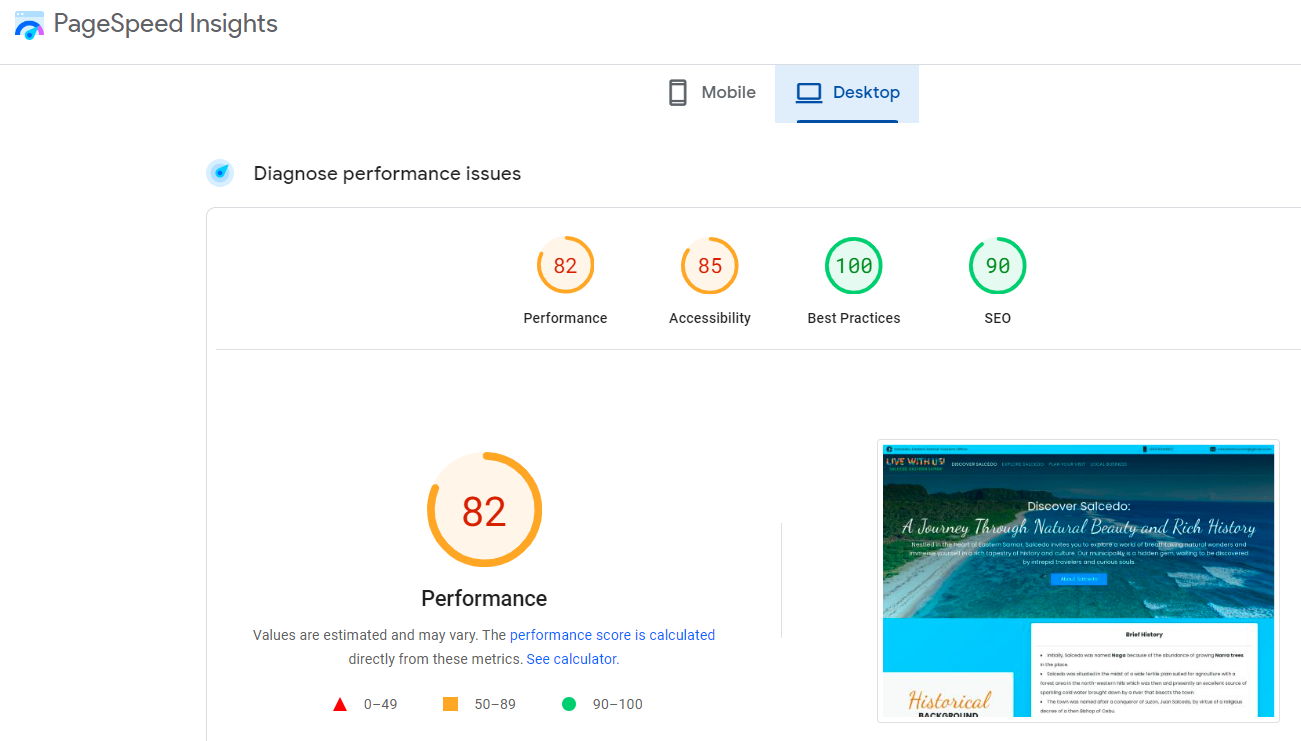 PageSpeed Insights
Mobile
Desktop
Diagnose performance issues
82
85
100
90
Performance
Accessibility
Best Practices
SEO
82
Performance
Values are estimated and may vary. The performance score is calculated
directly from these metrics. See calculator.
0–49
50–89
90–100
LIVE WITH US!
SALCEDO, EASTERN SAMAR
DISCOVER SALCEDO EXPLORE SALCEDO PLAN YOUR VISIT LOCAL BUSINESS
Discover Salcedo:
A Journey Through Natural Beauty and Rich History
Nestled in the heart of Eastern Samar, Salcedo invites you to explore a world of breathtaking natural wonders and
immerse yourself in a rich tapestry of history and culture. Our municipality is a hidden gem, waiting to be discovered
by intrepid travelers and curious souls.
About Salcedo
Brief History
Initially, Salcedo was named Naga because of the abundance of growing Narra trees
in the place.
Salcedo was situated in the midst of a wide fertile plain suited for agriculture with a
forest area in the north-western hills which was then and presently an excellent source of
sparkling cold water brought down by a river that bisects the town.
The town was named after a conqueror of Luzon, Juan Salcedo, by virtue of a religious
decree of a then Bishop of Cebu.
Historical
BACKGROUND